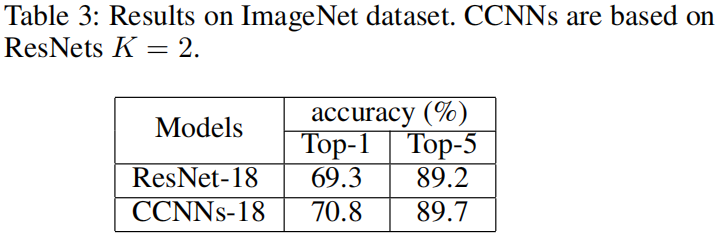 Table 3: Results on ImageNet dataset. CCNNs are based on
ResNets K = 2.
Models accuracy (%)
Top-1 Top-5
ResNet-18 69.3 89.2
CCNNs-18 70.8 89.7